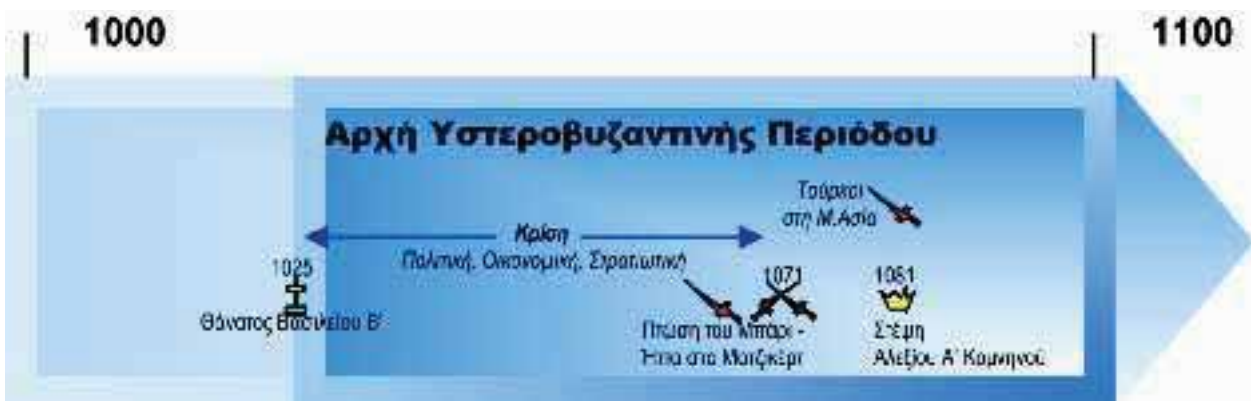 1000
1100
Αρχή Υστεροβυζαντινής Περιόδου
Τούρκοι
στη Μ.Ασία
Κρίση
Πολιτική, Οικονομική, Στρατιωτική
1025
Θάνατος Βασιλείου Β'
1071
Πτώση του Μπάρι -
Ήττα στο Ματζικέρτ
1081
Στέψη
Αλεξίου Α' Κομνηνού